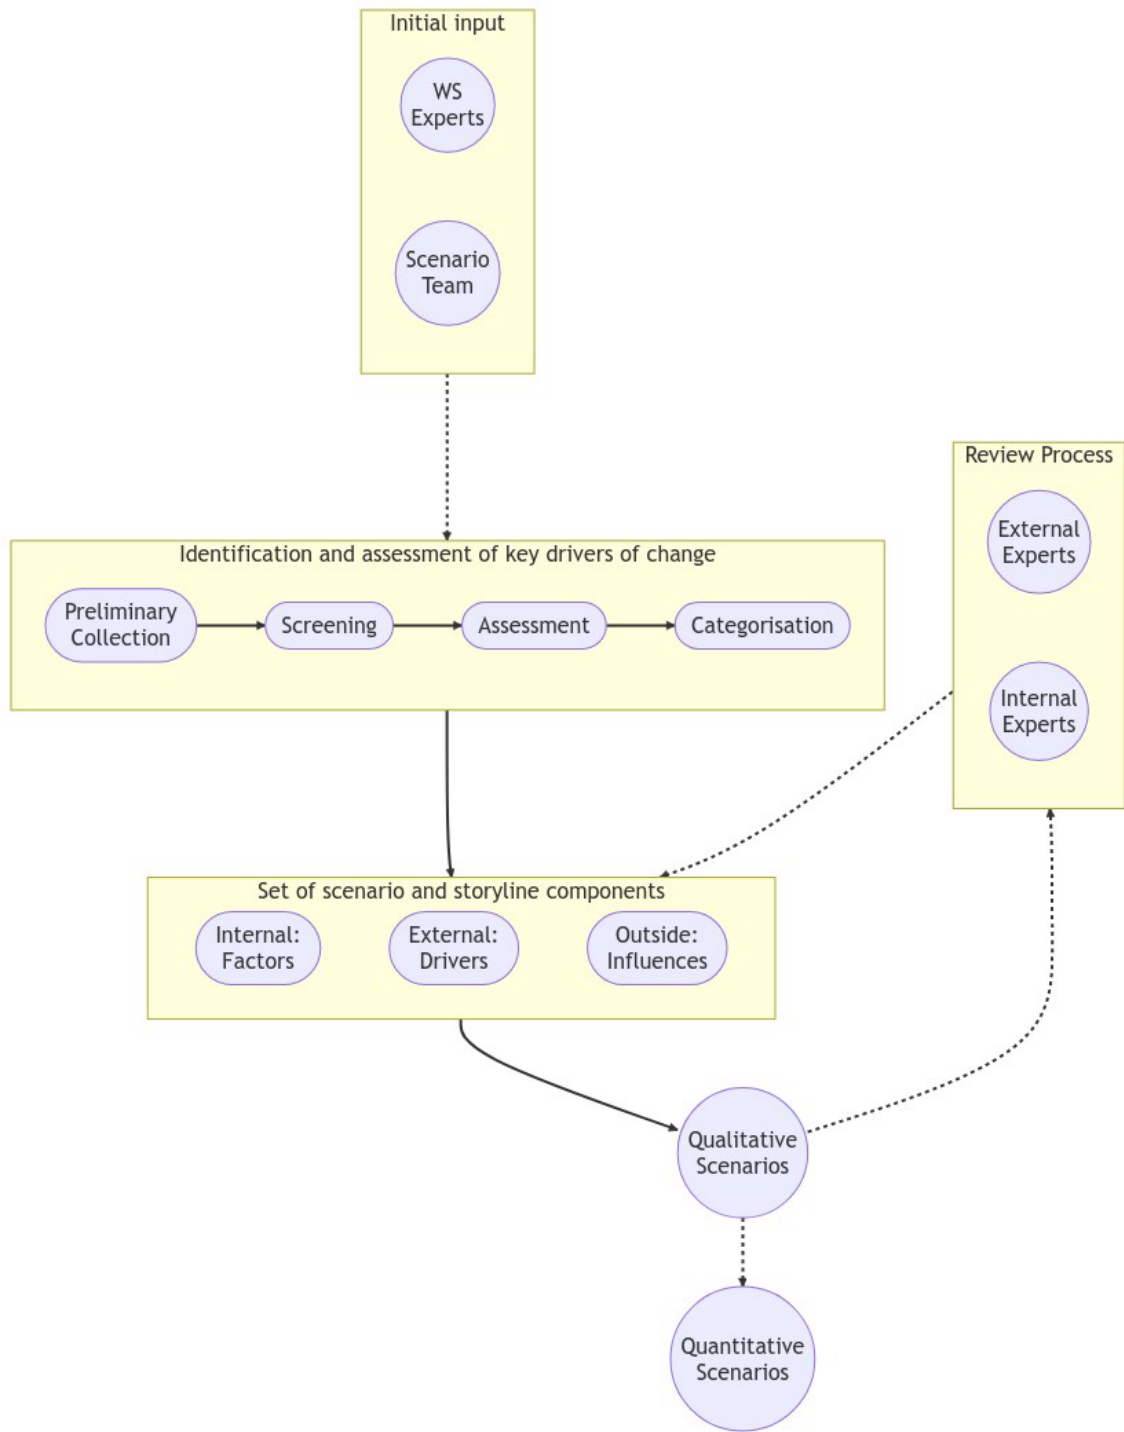 Initial input
WS
Experts
Scenario
Team
Review Process
External
Experts
Internal
Experts
Identification and assessment of key drivers of change
Preliminary
Collection
Screening
Assessment
Categorisation
Set of scenario and storyline components
Internal:
Factors
External:
Drivers
Outside:
Influences
Qualitative
Scenarios
Quantitative
Scenarios